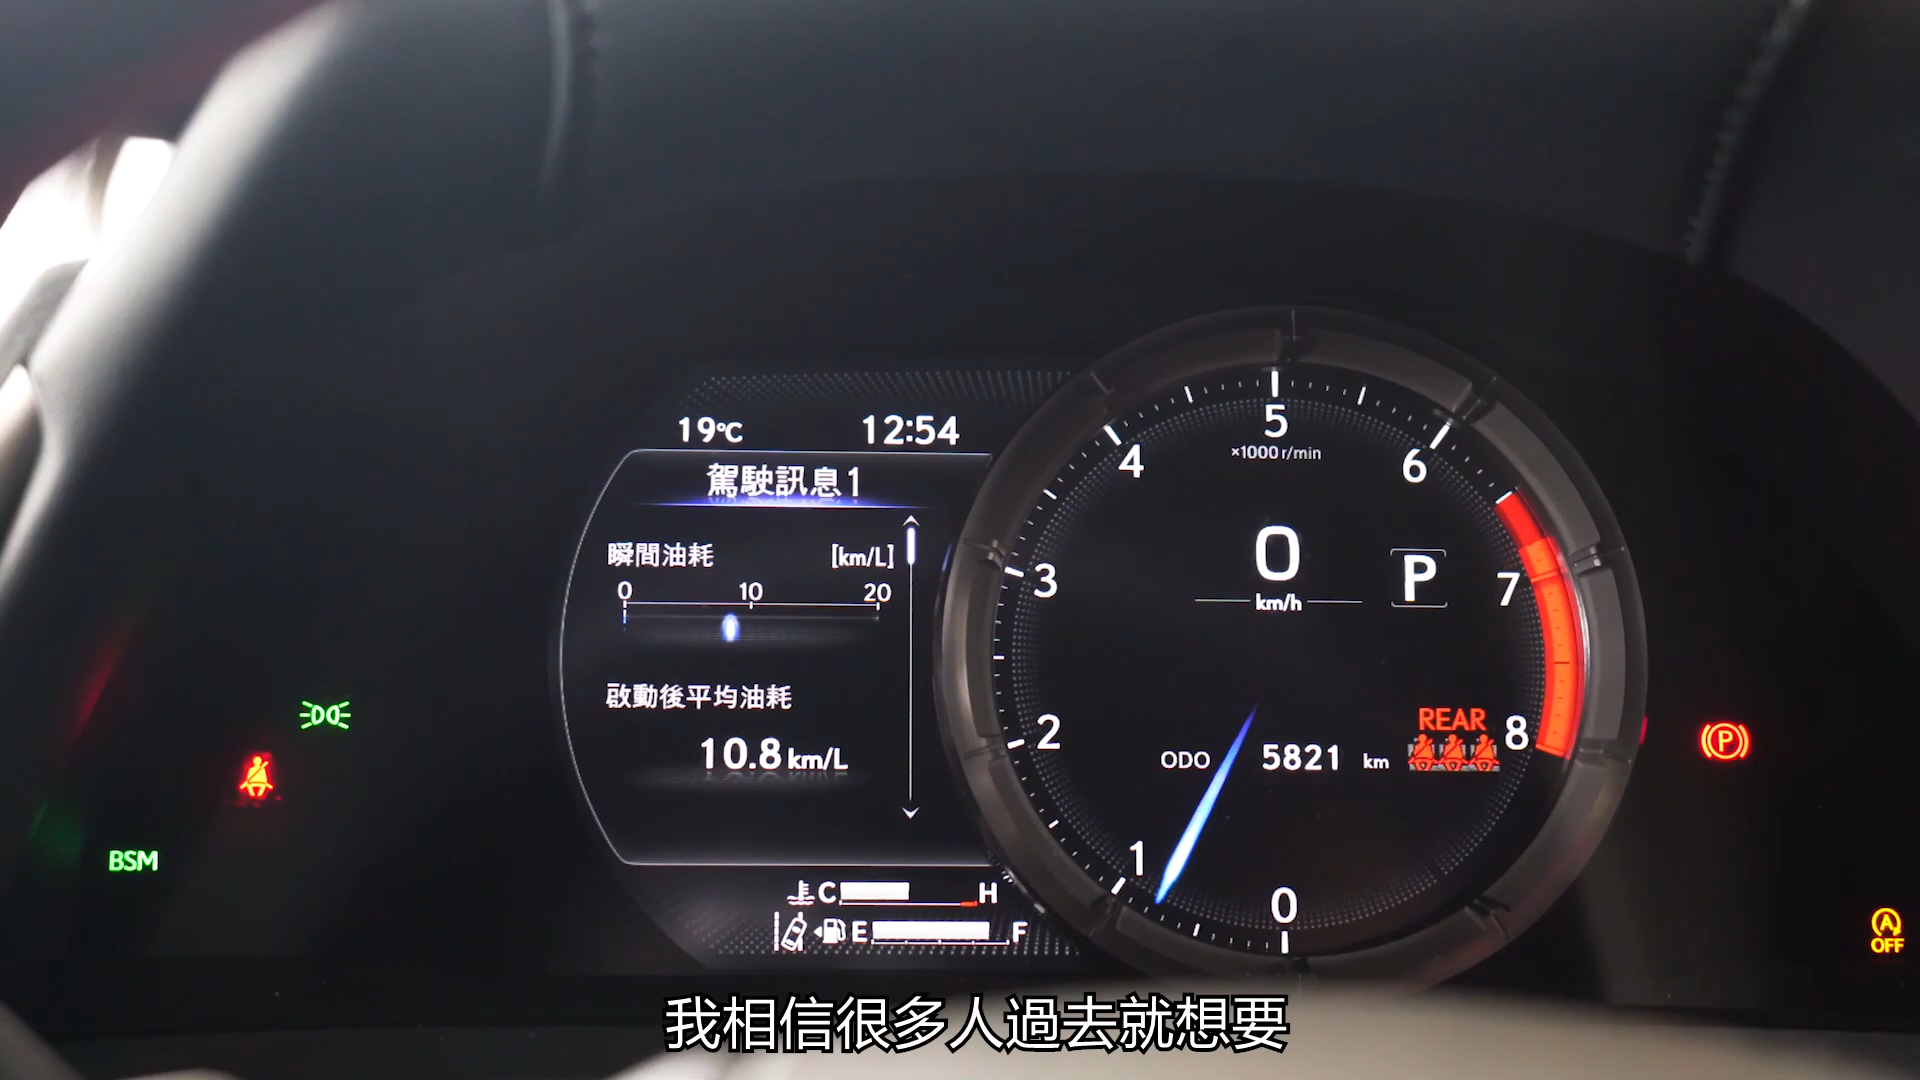 19℃ 12:54
駕駛訊息1
瞬間油耗 [km/L]
0 10 20
啟動後平均油耗
10.8 km/L
C H
E F
5
×1000 r/min
4 6
0
km/h
P
3 7
2 8
REAR
ODO 5821 km
1
0
BSM
P
A
OFF
我相信很多人過去就想要